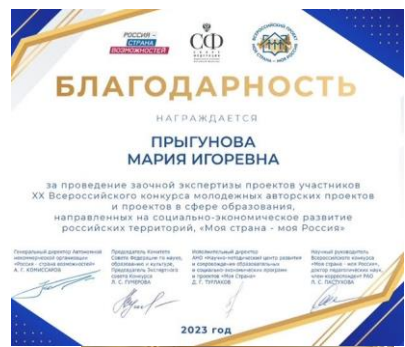 РОССИЯ –
СТРАНА
ВОЗМОЖНОСТЕЙ
СФ
ВСЕРОССИЙСКИЙ ПРОЕКТ
МОЯ СТРАНА – МОЯ РОССИЯ
БЛАГОДАРНОСТЬ
НАГРАЖДАЕТСЯ
ПРЫГУНОВА
МАРИЯ ИГОРЕВНА
за проведение заочной экспертизы проектов участников
XX Всероссийского конкурса молодежных авторских проектов
и проектов в сфере образования,
направленных на социально-экономическое развитие
российских территорий, «Моя страна - моя Россия»
Генеральный директор Автономной
некоммерческой организации
«Россия - страна возможностей»
А. Г. КОМИССАРОВ
Председатель Комитета
Совета Федерации по науке,
образованию и культуре,
Председатель Экспертного
совета Конкурса
Л. С. ГУМЕРОВА
Исполнительный директор
АНО «Научно-методический центр развития
и сопровождения образовательных
и социально-экономических программ
и проектов «Моя Страна»
Д. Г. ТУРЛАКОВ
Научный руководитель
Всероссийского конкурса
«Моя страна - моя Россия»,
доктор педагогических наук,
член-корреспондент РАО
Л. С. ПАСТУХОВА
2023 год